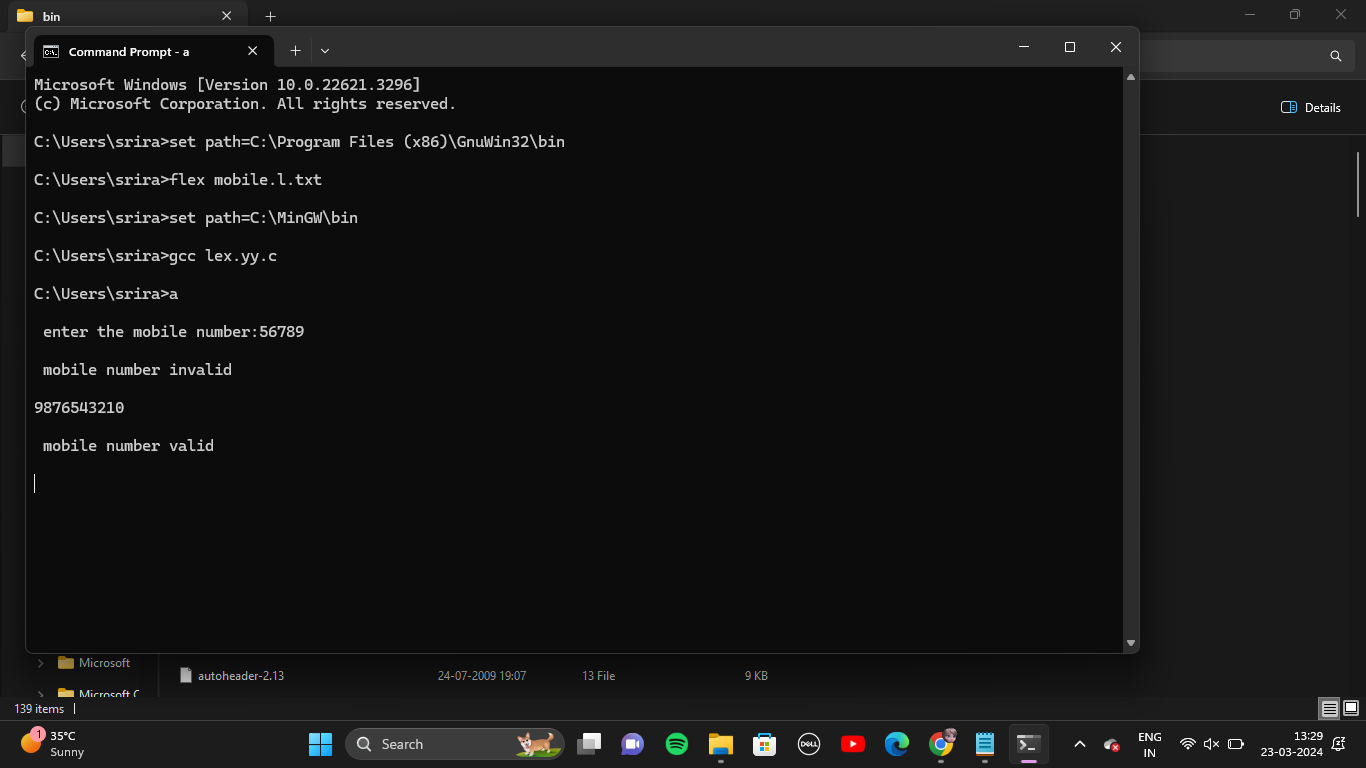 bin
Command Prompt - a
Details
Microsoft Windows [Version 10.0.22621.3296]
(c) Microsoft Corporation. All rights reserved.
C:\Users\srira>set path=C:\Program Files (x86)\GnuWin32\bin
C:\Users\srira>flex mobile.l.txt
C:\Users\srira>set path=C:\MinGW\bin
C:\Users\srira>gcc lex.yy.c
C:\Users\srira>a
enter the mobile number:56789
mobile number invalid
9876543210
mobile number valid
Microsoft
autoheader-2.13 24-07-2009 19:07 13 File 9 KB
Microsoft C
139 items
1
35°C
Sunny
Search
DELL
ENG
IN
13:29
23-03-2024